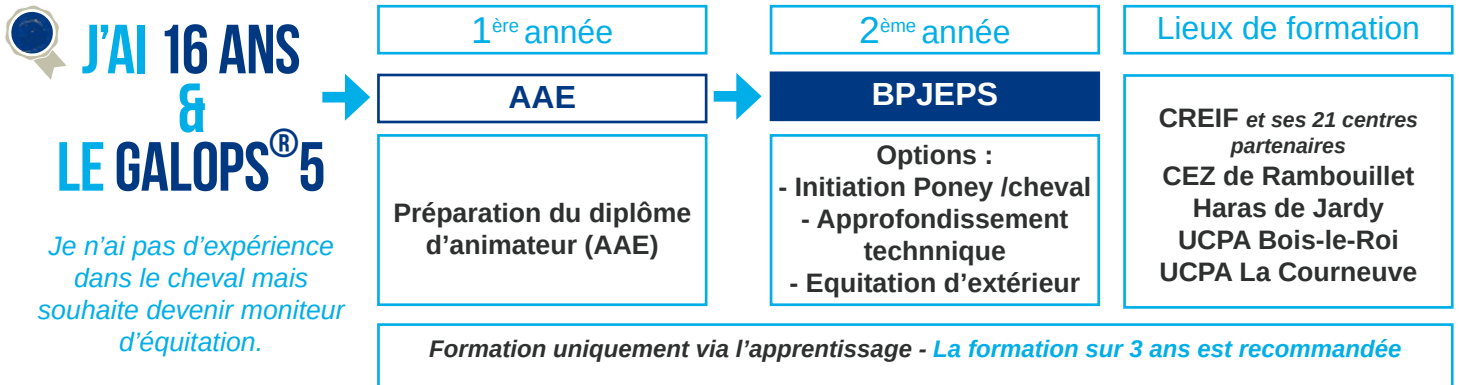 J'AI 16 ANS
&
LE GALOPS®5
Je n'ai pas d'expérience
dans le cheval mais
souhaite devenir moniteur
d'équitation.
1ère année
AAE
Préparation du diplôme
d'animateur (AAE)
2ème année
BPJEPS
Options :
- Initiation Poney /cheval
- Approfondissement
technnique
- Equitation d'extérieur
Lieux de formation
CREIF et ses 21 centres
partenaires
CEZ de Rambouillet
Haras de Jardy
UCPA Bois-le-Roi
UCPA La Courneuve
Formation uniquement via l'apprentissage - La formation sur 3 ans est recommandée